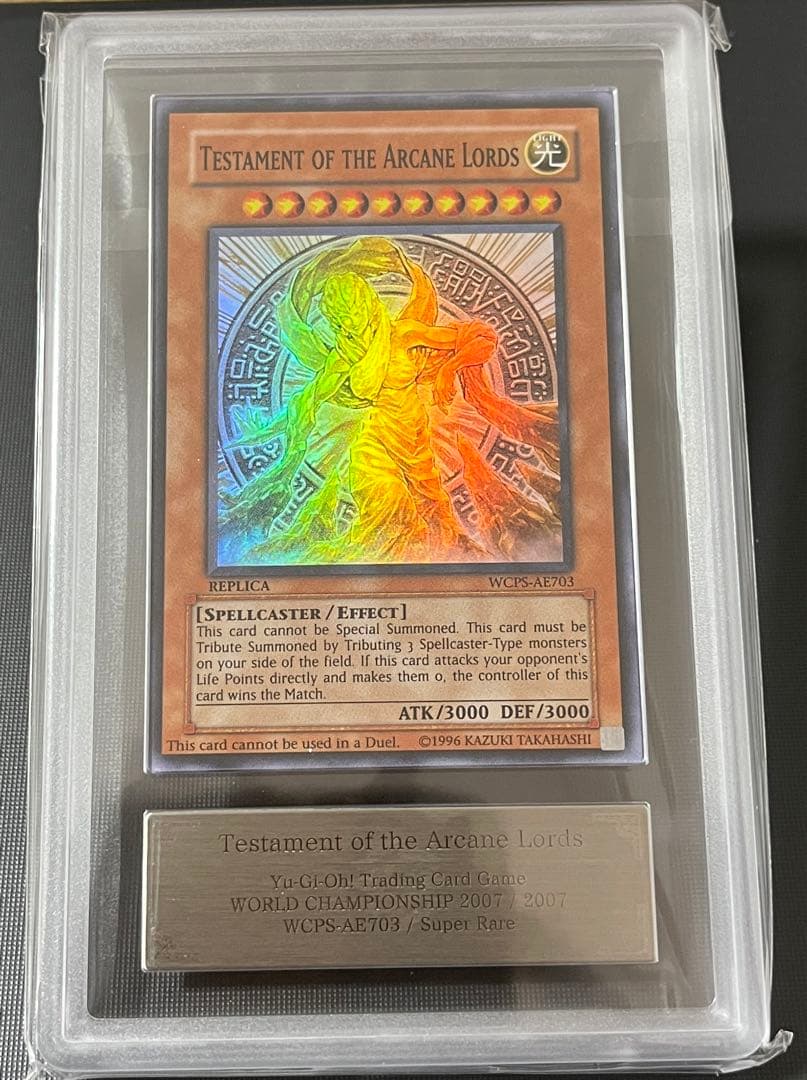 TESTAMENT OF THE ARCANE LORDS
LIGHT
光
REPLICA
WCPS-AE703
[SPELLCASTER / EFFECT]
This card cannot be Special Summoned. This card must be
Tribute Summoned by Tributing 3 Spellcaster-Type monsters
on your side of the field. If this card attacks your opponent's
Life Points directly and makes them 0, the controller of this
card wins the Match.
ATK/3000 DEF/3000
This card cannot be used in a Duel. ©1996 KAZUKI TAKAHASHI
Testament of the Arcane Lords
Yu-Gi-Oh! Trading Card Game
WORLD CHAMPIONSHIP 2007 / 2007
WCPS-AE703 / Super Rare